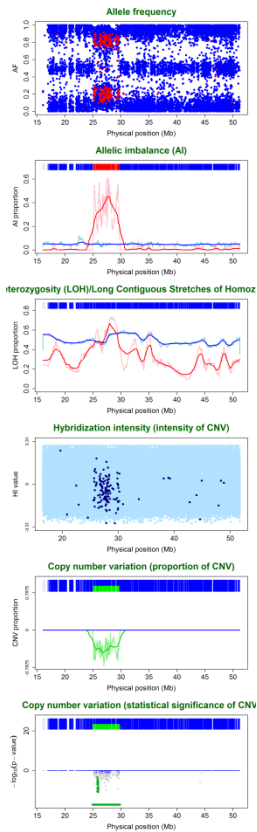 Allele frequency
AF
0.0 0.2 0.4 0.6 0.8 1.0
15 20 25 30 35 40 45 50
Physical position (Mb)
Allelic imbalance (AI)
AI proportion
0.0 0.2 0.4 0.6
15 20 25 30 35 40 45 50
Physical position (Mb)
eterozygosity (LOH)/Long Contiguous Stretches of Homozy
LOH proportion
0.0 0.2 0.4 0.6 0.8
15 20 25 30 35 40 45 50
Physical position (Mb)
Hybridization intensity (intensity of CNV)
HI value
0
20 30 40 50
Physical position (Mb)
Copy number variation (proportion of CNV)
CNV proportion
0
15 20 25 30 35 40 45 50
Physical position (Mb)
Copy number variation (statistical significance of CNV
−log₁₀(p−value)
0 20
15 20 25 30 35 40 45 50
Physical position (Mb)